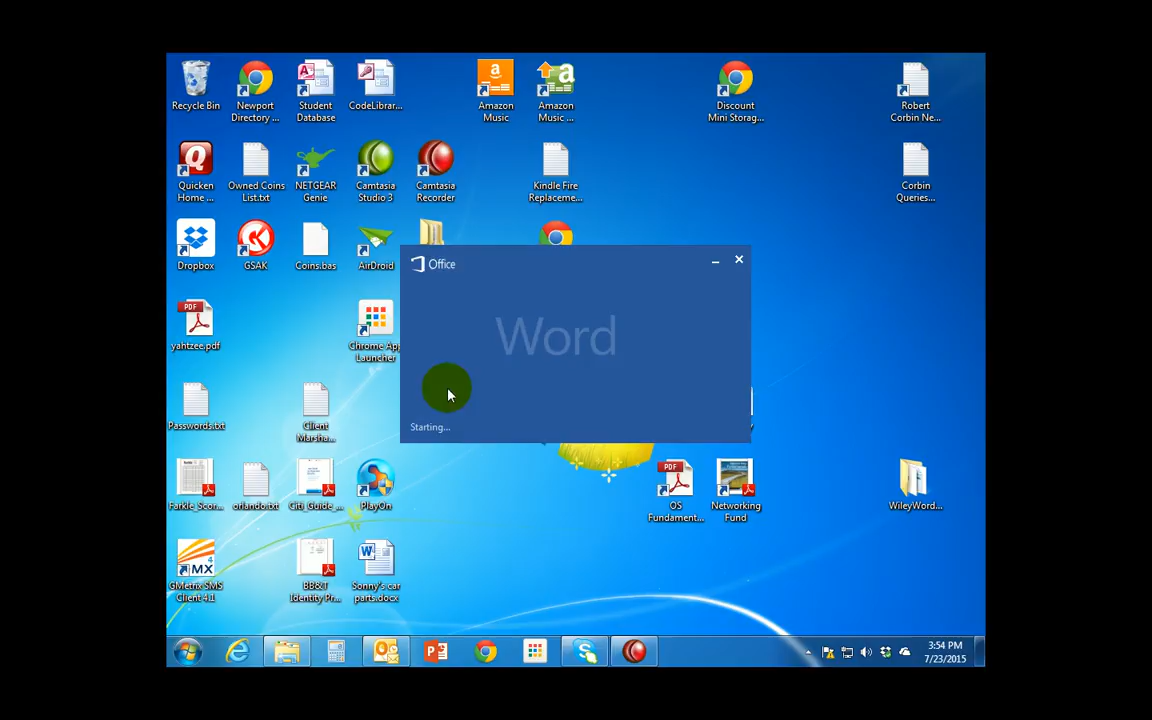 Recycle Bin
Newport
Directory ...
Student
Database
CodeLibrar...
Amazon
Music
Amazon
Music ...
Discount
Mini Storag...
Robert
Corbin Ne...
Quicken
Home ...
Owned Coins
List.txt
NETGEAR
Genie
Camtasia
Studio 3
Camtasia
Recorder
Kindle Fire
Replaceme...
Corbin
Queries...
Dropbox
GSAK
Coins.bas
AirDroid
Office
Word
Starting...
PDF
yahtzee.pdf
Chrome App
Launcher
Passwords.txt
Client
Marsha...
Farkle_Scor...
orlando.txt
Citi_Guide_...
PlayOn
PDF
OS
Fundament...
Networking
Fund
WileyWord...
MX
GMetrix SMS
Client 4.1
BB&T
Identity Pr...
Sonny's car
parts.docx
3:54 PM
7/23/2015